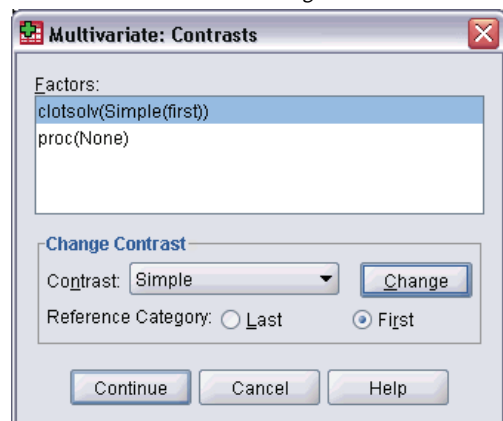 Multivariate: Contrasts
Factors:
clotsolv(Simple(first))
proc(None)
Change Contrast
Contrast: Simple Change
Reference Category: Last First
Continue Cancel Help